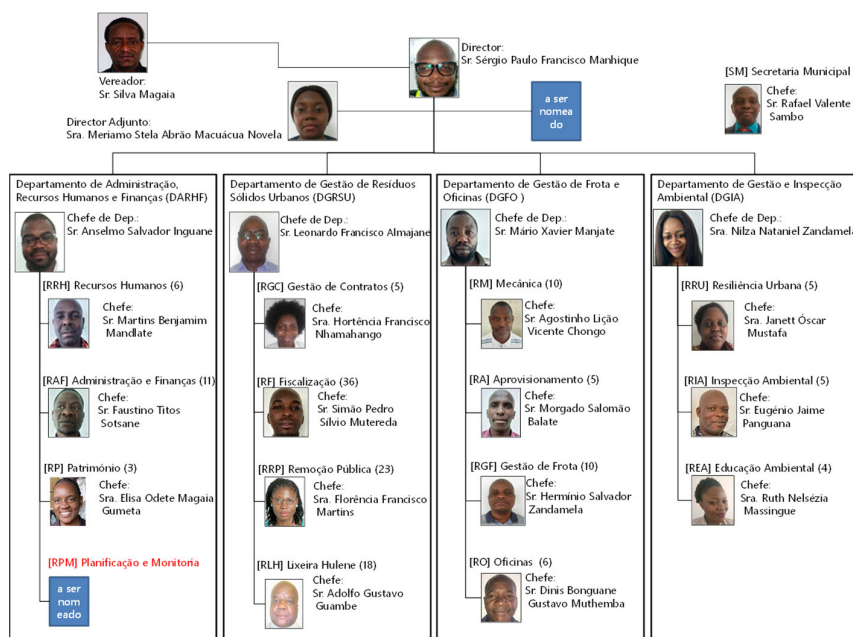 Vereador:
Sr. Silva Magaia
Director:
Sr. Sérgio Paulo Francisco Manhique
[SM] Secretaria Municipal
Chefe:
Sr. Rafael Valente
Sambo
Director Adjunto:
Sra. Meriamo Stela Abrão Macuácua Novela
a ser
nomea
do
Departamento de Administração,
Recursos Humanos e Finanças (DARHF)
Chefe de Dep.:
Sr. Anselmo Salvador Inguane
[RRH] Recursos Humanos (6)
Chefe:
Sr. Martins Benjamim
Mandlate
[RAF] Administração e Finanças (11)
Chefe:
Sr. Faustino Titos
Sotsane
[RP] Património (3)
Chefe:
Sra. Elisa Odete Magaia
Gumeta
[RPM] Planificação e Monitoria
a ser
nom
eado
Departamento de Gestão de Resíduos
Sólidos Urbanos (DGRSU)
Chefe de Dep.:
Sr. Leonardo Francisco Almajane
[RGC] Gestão de Contratos (5)
Chefe:
Sra. Hortência Francisco
Nhamahango
[RF] Fiscalização (36)
Chefe:
Sr. Simão Pedro
Sílvio Mutereda
[RRP] Remoção Pública (23)
Chefe:
Sra. Florência Francisco
Martins
[RLH] Lixeira Hulene (18)
Chefe:
Sr. Adolfo Gustavo
Guambe
Departamento de Gestão de Frota e
Oficinas (DGFO )
Chefe de Dep.:
Sr. Mário Xavier Manjate
[RM] Mecânica (10)
Chefe:
Sr. Agostinho Lição
Vicente Chongo
[RA] Aprovisionamento (5)
Chefe:
Sr. Morgado Salomão
Balate
[RGF] Gestão de Frota (10)
Chefe:
Sr. Hermínio Salvador
Zandamela
[RO] Oficinas (6)
Chefe:
Sr. Dinis Bonguane
Gustavo Muthemba
Departamento de Gestão e Inspecção
Ambiental (DGIA)
Chefe de Dep.:
Sra. Nilza Nataniel Zandamela
[RRU] Resiliência Urbana (5)
Chefe:
Sra. Janett Óscar
Mustafa
[RIA] Inspecção Ambiental (5)
Chefe:
Sr. Eugénio Jaime
Panguana
[REA] Educação Ambiental (4)
Chefe:
Sra. Ruth Nelsézia
Massingue